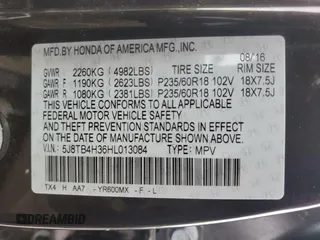 MFD.BY HONDA OF AMERICA MFG.,INC.
08/16
GVWR 2260KG (4982LBS) TIRE SIZE RIM SIZE
GAWR F 1190KG (2623LBS) P235/60R18 102V 18X7.5J
GAWR R 1080KG (2381LBS) P235/60R18 102V 18X7.5J
THIS VEHICLE CONFORMS TO ALL APPLICABLE
FEDERAL MOTOR VEHICLE SAFETY STANDARDS IN EFFECT
ON THE DATE OF MANUFACTURE SHOWN ABOVE.
V.I.N: 5J8TB4H36HL013084 TYPE: MPV
TX4 H AA7 -YR600MX -F -L
DREAMBID